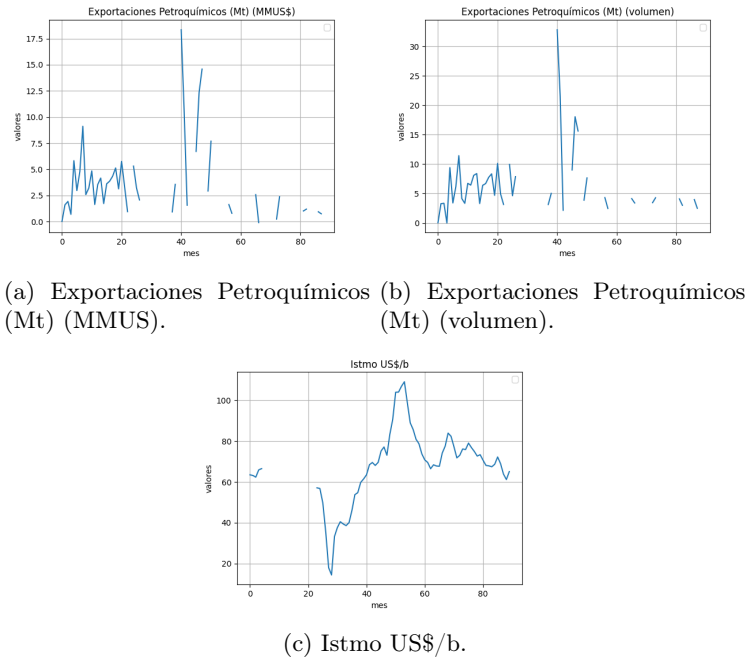 Exportaciones Petroquímicos (Mt) (MMUS$)
valores
17.5
15.0
12.5
10.0
7.5
5.0
2.5
0.0
0 20 40 60 80
mes
Exportaciones Petroquímicos (Mt) (volumen)
valores
30
25
20
15
10
5
0
0 20 40 60 80
mes
(a) Exportaciones Petroquímicos
(Mt) (MMUS).
(b) Exportaciones Petroquímicos
(Mt) (volumen).
Istmo US$/b
valores
100
80
60
40
20
0 20 40 60 80
mes
(c) Istmo US$/b.